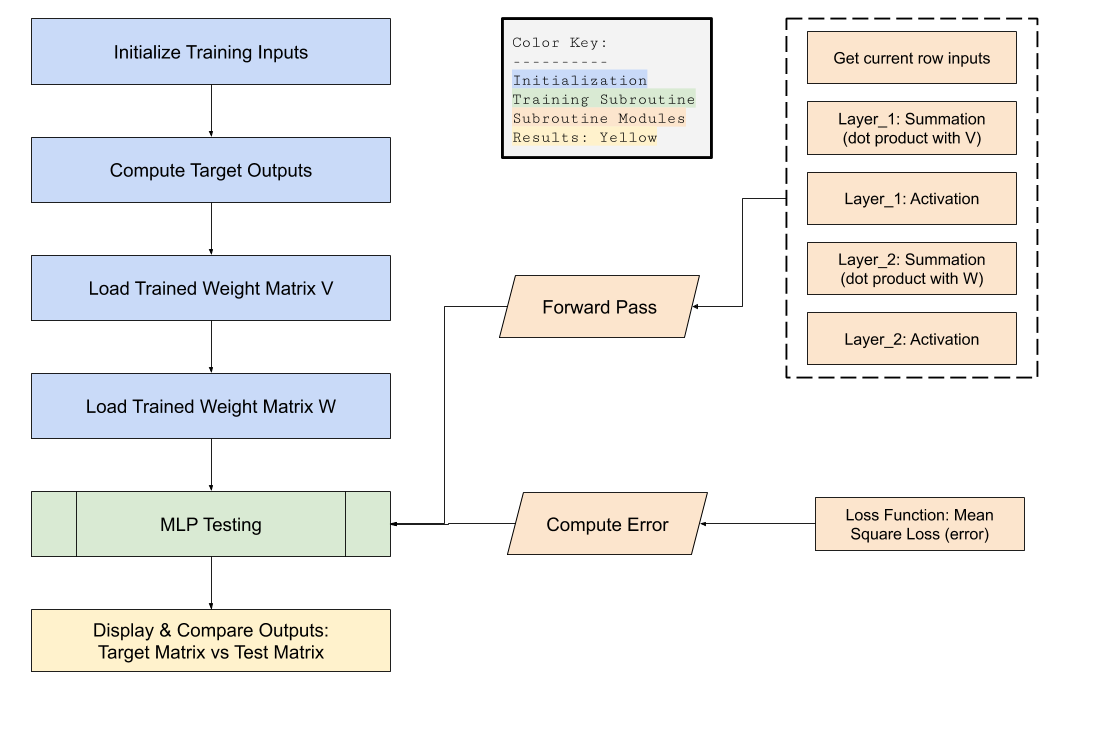 Initialize Training Inputs
Compute Target Outputs
Load Trained Weight Matrix V
Load Trained Weight Matrix W
MLP Testing
Display & Compare Outputs:
Target Matrix vs Test Matrix
Color Key:
----------
Initialization
Training Subroutine
Subroutine Modules
Results: Yellow
Forward Pass
Compute Error
Get current row inputs
Layer_1: Summation
(dot product with V)
Layer_1: Activation
Layer_2: Summation
(dot product with W)
Layer_2: Activation
Loss Function: Mean
Square Loss (error)